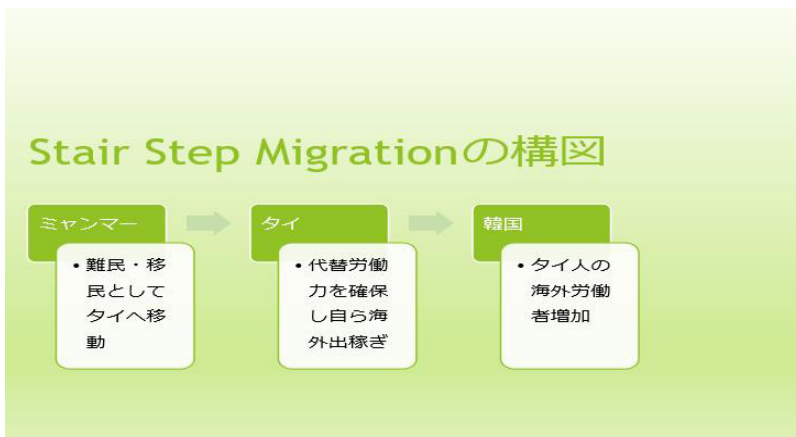 Stair Step Migrationの構図
ミャンマー
・難民・移
民として
タイへ移
動
タイ
・代替労働
力を確保
し自ら海
外出稼ぎ
韓国
・タイ人の
海外労働
者増加